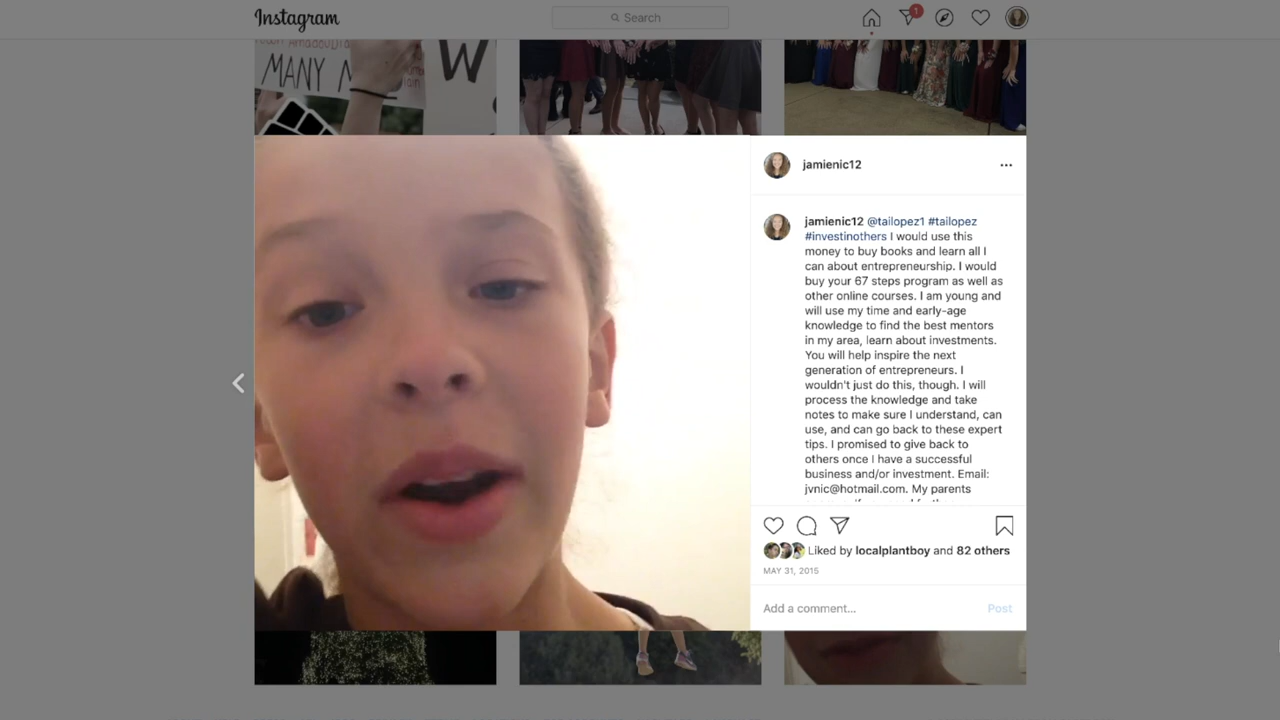 Instagram
Search
1
MANY
W
jamienic12
jamienic12 @tailopez1 #tailopez
#investinothers I would use this
money to buy books and learn all I
can about entrepreneurship. I would
buy your 67 steps program as well as
other online courses. I am young and
will use my time and early-age
knowledge to find the best mentors
in my area, learn about investments.
You will help inspire the next
generation of entrepreneurs. I
wouldn't just do this, though. I will
process the knowledge and take
notes to make sure I understand, can
use, and can go back to these expert
tips. I promised to give back to
others once I have a successful
business and/or investment. Email:
jvnic@hotmail.com. My parents
Liked by localplantboy and 82 others
MAY 31, 2015
Add a comment...
Post